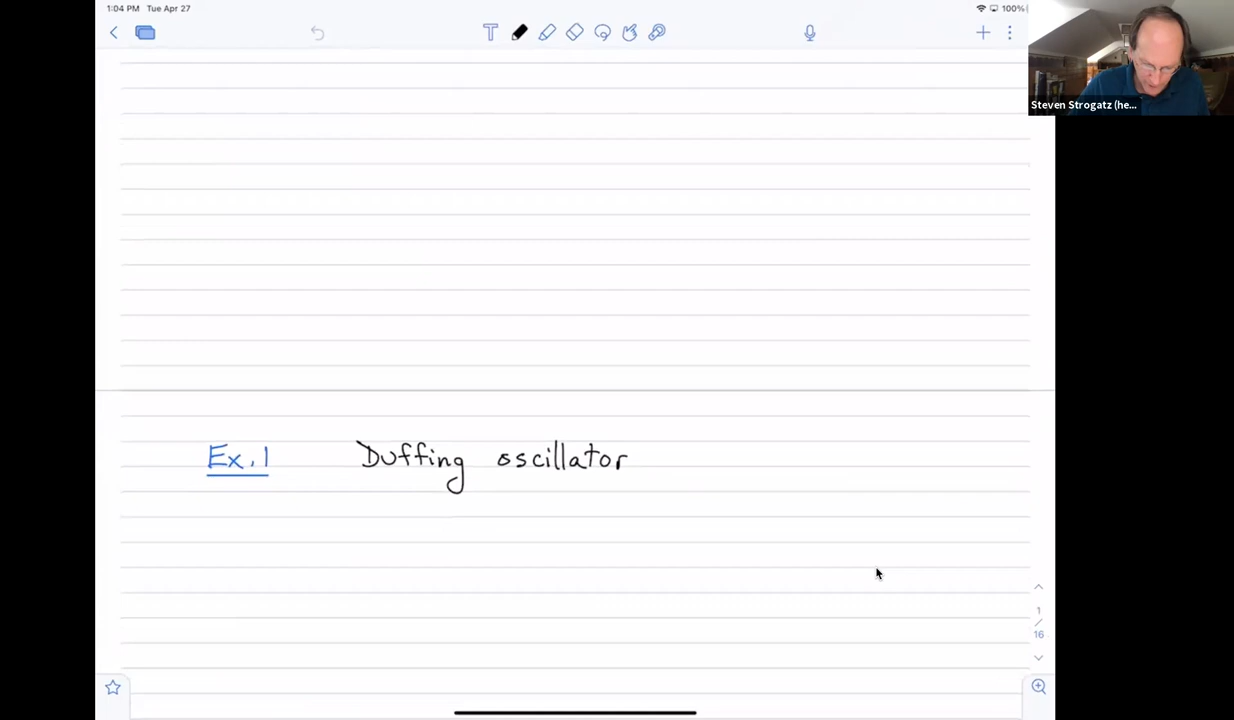 1:04 PM Tue Apr 27
100%
T
Steven Strogatz (he...
Ex. 1 Duffing oscillator
1
/
16